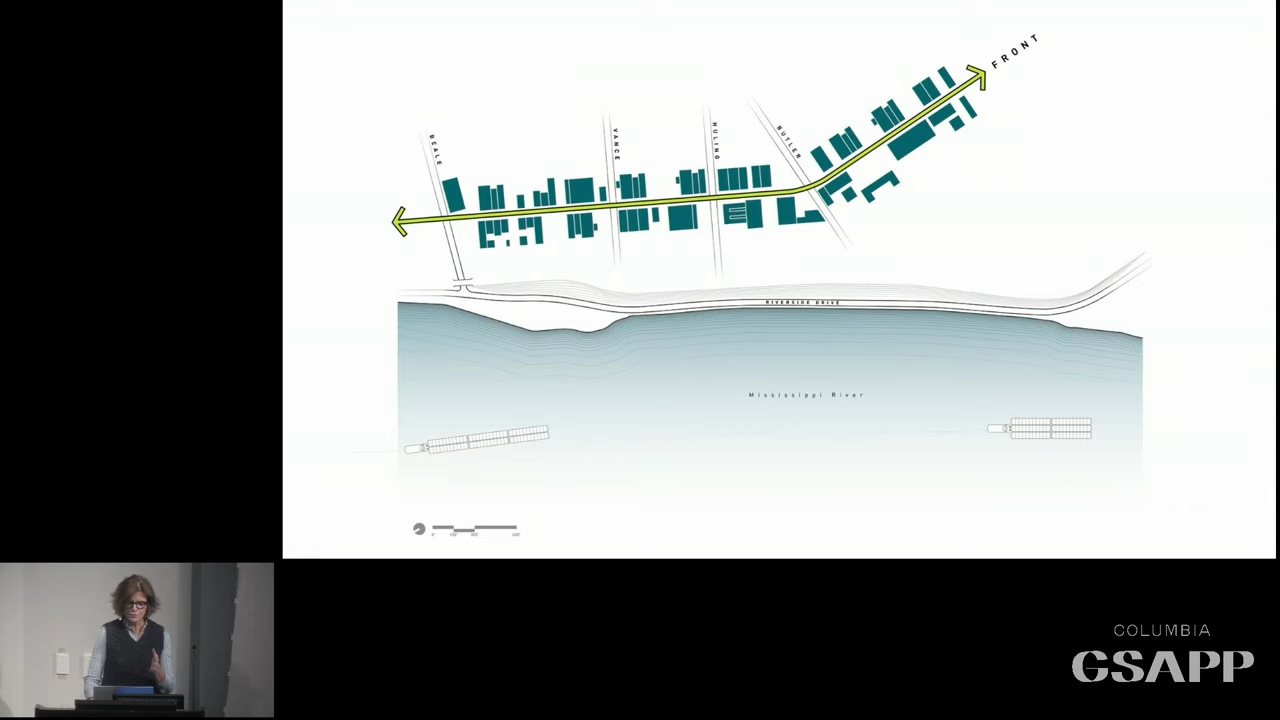 FRONT
BEALE
VANCE
HULING
BUTLER
RIVERSIDE DRIVE
Mississippi River
COLUMBIA
GSAPP